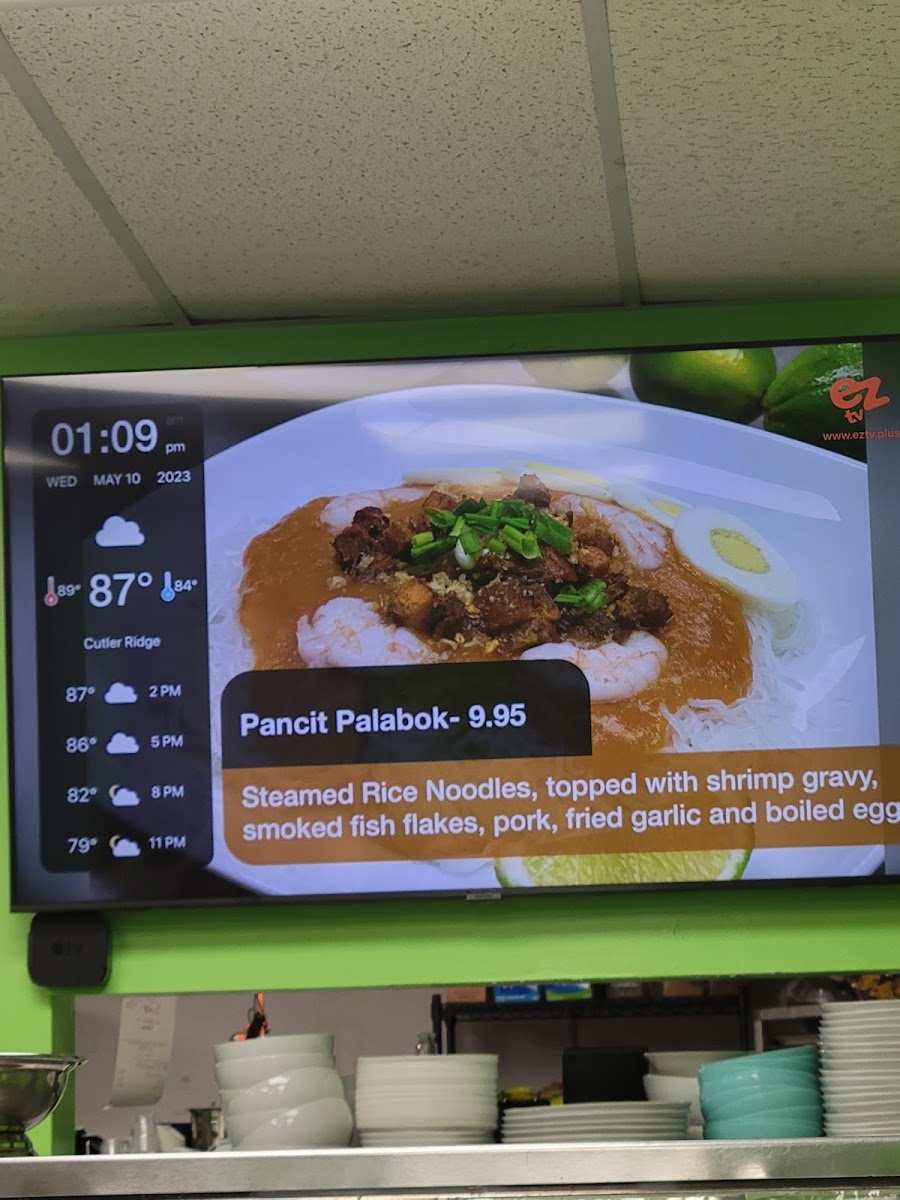 01:09 pm
WED MAY 10 2023
89° 87° 84°
Cutler Ridge
87° 2 PM
86° 5 PM
82° 8 PM
79° 11 PM
ez
tv
www.eztv.plus
Pancit Palabok- 9.95
Steamed Rice Noodles, topped with shrimp gravy,
smoked fish flakes, pork, fried garlic and boiled egg
tv